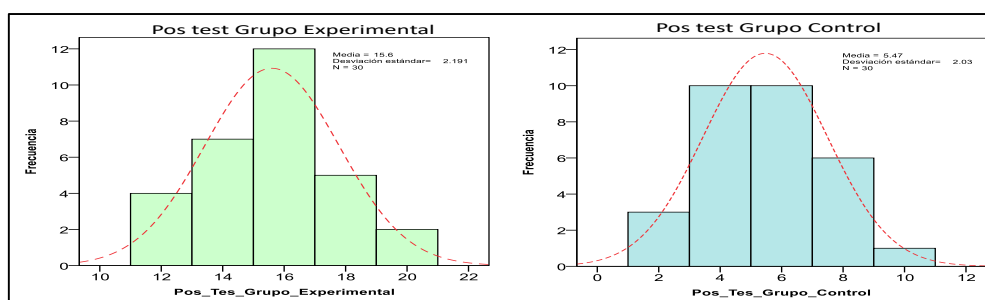 Pos test Grupo Experimental
Media = 15.6
Desviación estándar= 2.191
N = 30
Frecuencia
12
10
8
6
4
2
0
10 12 14 16 18 20 22
Pos_Tes_Grupo_Experimental
Pos test Grupo Control
Media = 5.47
Desviación estándar= 2.03
N = 30
Frecuencia
12
10
8
6
4
2
0
0 2 4 6 8 10 12
Pos_Tes_Grupo_Control